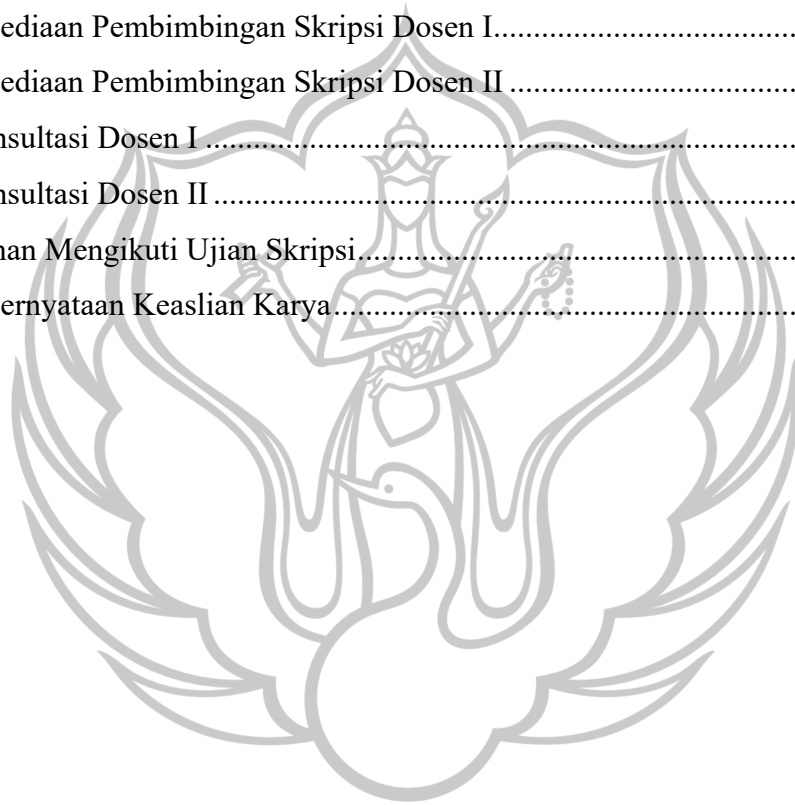 ediaan Pembimbingan Skripsi Dosen I................................
ediaan Pembimbingan Skripsi Dosen II ................................
nsultasi Dosen I ................................
nsultasi Dosen II ................................
nan Mengikuti Ujian Skripsi................................
ernyataan Keaslian Karya................................